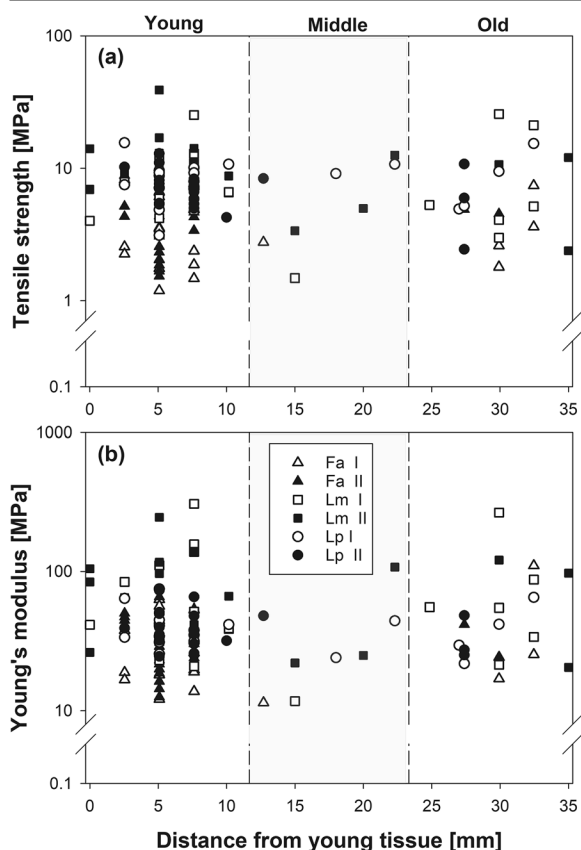 Young Middle Old
(a)
Tensile strength [MPa]
100
10
1
0.1
0 5 10 15 20 25 30 35
(b)
Young's modulus [MPa]
1000
100
10
0.1
Fa I
Fa II
Lm I
Lm II
Lp I
Lp II
0 5 10 15 20 25 30 35
Distance from young tissue [mm]